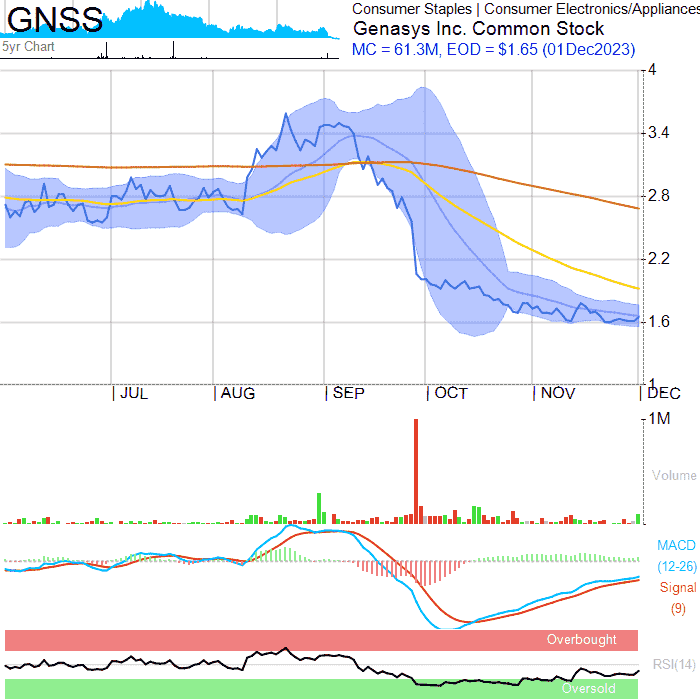 GNSS
5yr Chart
Consumer Staples | Consumer Electronics/Appliances
Genasys Inc. Common Stock
MC = 61.3M, EOD = $1.65 (01Dec2023)
4
3.4
2.8
2.2
1.6
1
JUL
AUG
SEP
OCT
NOV
DEC
1M
Volume
MACD
(12-26)
Signal
(9)
Overbought
RSI(14)
Oversold